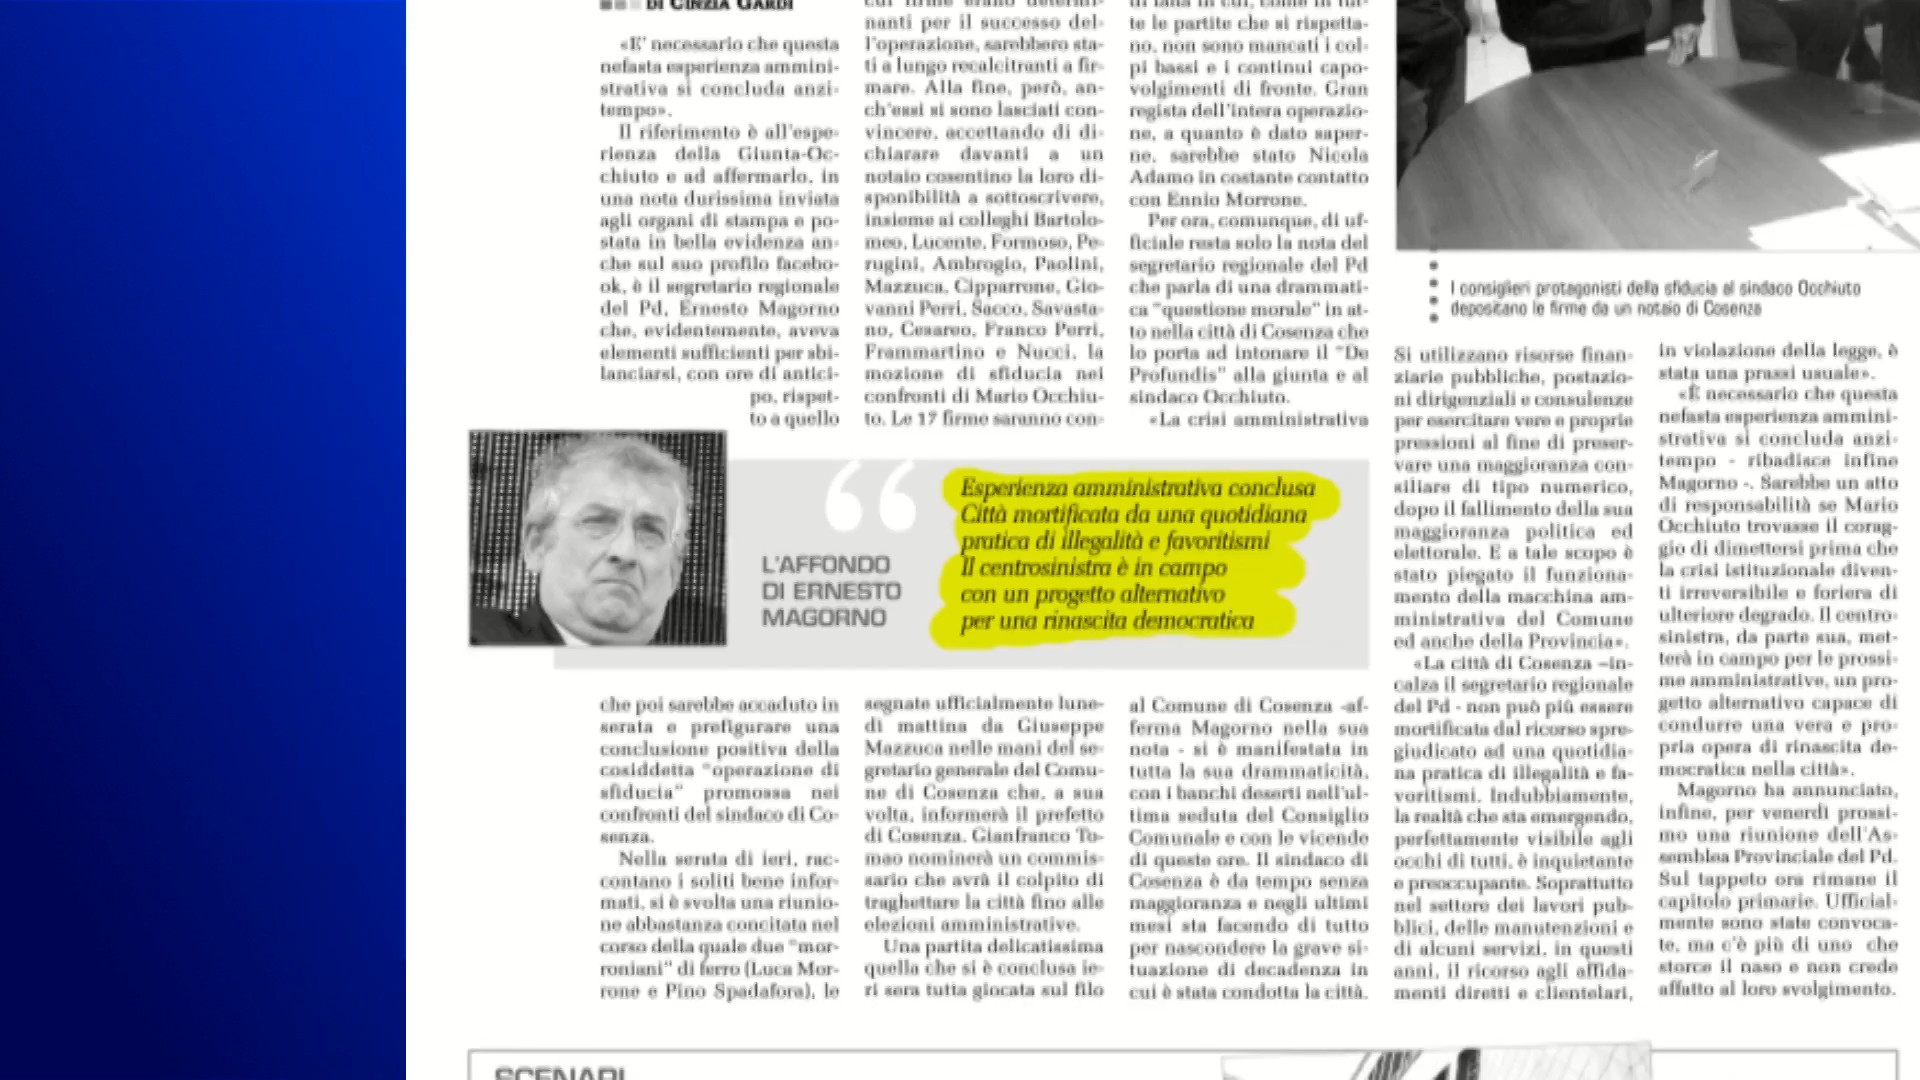 DI CINZIA GARDI
«E' necessario che questa
nefasta esperienza ammini-
strativa si concluda anzi-
tempo».
Il riferimento è all'espe-
rienza della Giunta-Oc-
chiuto e ad affermarlo, in
una nota durissima inviata
agli organi di stampa e po-
stata in bella evidenza an-
che sul suo profilo facebo-
ok, è il segretario regionale
del Pd, Ernesto Magorno
che, evidentemente, aveva
elementi sufficienti per sbi-
lanciarsi, con ore di antici-
po, rispet-
to a quello
che poi sarebbe accaduto in
serata e prefigurare una
conclusione positiva della
cosiddetta "operazione di
sfiducia" promossa nei
confronti del sindaco di Co-
senza.
Nella serata di ieri, rac-
contano i soliti bene infor-
mati, si è svolta una riunio-
ne abbastanza concitata nel
corso della quale due "mor-
roniani" di ferro (Luca Mor-
rone e Pino Spadafora), le
cui firme erano determi-
nanti per il successo del-
l'operazione, sarebbero sta-
ti a lungo recalcitranti a fir-
mare. Alla fine, però, an-
ch'essi si sono lasciati con-
vincere, accettando di di-
chiarare davanti a un
notaio cosentino la loro di-
sponibilità a sottoscrivere,
insieme ai colleghi Bartolo-
meo, Lucente, Formoso, Pe-
rugini, Ambrogio, Paolini,
Mazzuca, Cipparrone, Gio-
vanni Perri, Sacco, Savasta-
no, Cesareo, Franco Perri,
Frammartino e Nucci, la
mozione di sfiducia nei
confronti di Mario Occhiu-
to. Le 17 firme saranno con-
segnate ufficialmente lune-
dì mattina da Giuseppe
Mazzuca nelle mani del se-
gretario generale del Comu-
ne di Cosenza che, a sua
volta, informerà il prefetto
di Cosenza. Gianfranco To-
mao nominerà un commis-
sario che avrà il colpito di
traghettare la città fino alle
elezioni amministrative.
Una partita delicatissima
quella che si è conclusa ie-
ri sera tutta giocata sul filo
di lana in cui, come in tut-
te le partite che si rispetta-
no, non sono mancati i col-
pi bassi e i continui capo-
volgimenti di fronte. Gran
regista dell'intera operazio-
ne, a quanto è dato saper-
ne, sarebbe stato Nicola
Adamo in costante contatto
con Ennio Morrone.
Per ora, comunque, di uf-
ficiale resta solo la nota del
segretario regionale del Pd
che parla di una drammati-
ca "questione morale" in at-
to nella città di Cosenza che
lo porta ad intonare il "De
Profundis" alla giunta e al
sindaco Occhiuto.
«La crisi amministrativa
al Comune di Cosenza -af-
ferma Magorno nella sua
nota - si è manifestata in
tutta la sua drammaticità,
con i banchi deserti nell'ul-
tima seduta del Consiglio
Comunale e con le vicende
di queste ore. Il sindaco di
Cosenza è da tempo senza
maggioranza e negli ultimi
mesi sta facendo di tutto
per nascondere la grave si-
tuazione di decadenza in
cui è stata condotta la città.
“
L'AFFONDO
DI ERNESTO
MAGORNO
Esperienza amministrativa conclusa
Città mortificata da una quotidiana
pratica di illegalità e favoritismi
Il centrosinistra è in campo
con un progetto alternativo
per una rinascita democratica
I consiglieri protagonisti della sfiducia al sindaco Occhiuto
depositano le firme da un notaio di Cosenza
Si utilizzano risorse finan-
ziarie pubbliche, postazio-
ni dirigenziali e consulenze
per esercitare vere e proprie
pressioni al fine di preser-
vare una maggioranza con-
siliare di tipo numerico,
dopo il fallimento della sua
maggioranza politica ed
elettorale. E a tale scopo è
stato piegato il funziona-
mento della macchina am-
ministrativa del Comune
ed anche della Provincia».
«La città di Cosenza –in-
calza il segretario regionale
del Pd - non può più essere
mortificata dal ricorso spre-
giudicato ad una quotidia-
na pratica di illegalità e fa-
voritismi. Indubbiamente,
la realtà che sta emergendo,
perfettamente visibile agli
occhi di tutti, è inquietante
e preoccupante. Soprattutto
nel settore dei lavori pub-
blici, delle manutenzioni e
di alcuni servizi, in questi
anni, il ricorso agli affida-
menti diretti e clientelari,
in violazione della legge, è
stata una prassi usuale».
«È necessario che questa
nefasta esperienza ammini-
strativa si concluda anzi-
tempo - ribadisce infine
Magorno -. Sarebbe un atto
di responsabilità se Mario
Occhiuto trovasse il corag-
gio di dimettersi prima che
la crisi istituzionale diven-
ti irreversibile e foriera di
ulteriore degrado. Il centro-
sinistra, da parte sua, met-
terà in campo per le prossi-
me amministrative, un pro-
getto alternativo capace di
condurre una vera e pro-
pria opera di rinascita de-
mocratica nella città».
Magorno ha annunciato,
infine, per venerdì prossi-
mo una riunione dell'As-
semblea Provinciale del Pd.
Sul tappeto ora rimane il
capitolo primarie. Ufficial-
mente sono state convoca-
te, ma c'è più di uno che
storce il naso e non crede
affatto al loro svolgimento.
SCENARI